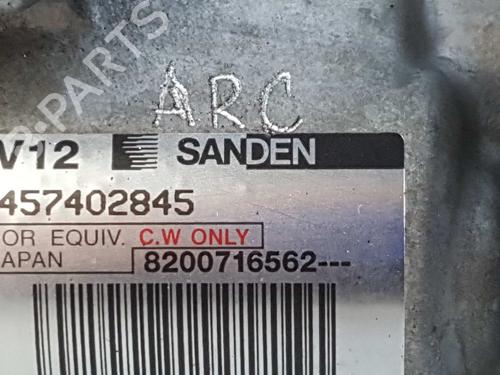 ARC
V12 SANDEN
457402845
OR EQUIV. C.W ONLY
APAN 8200716562---